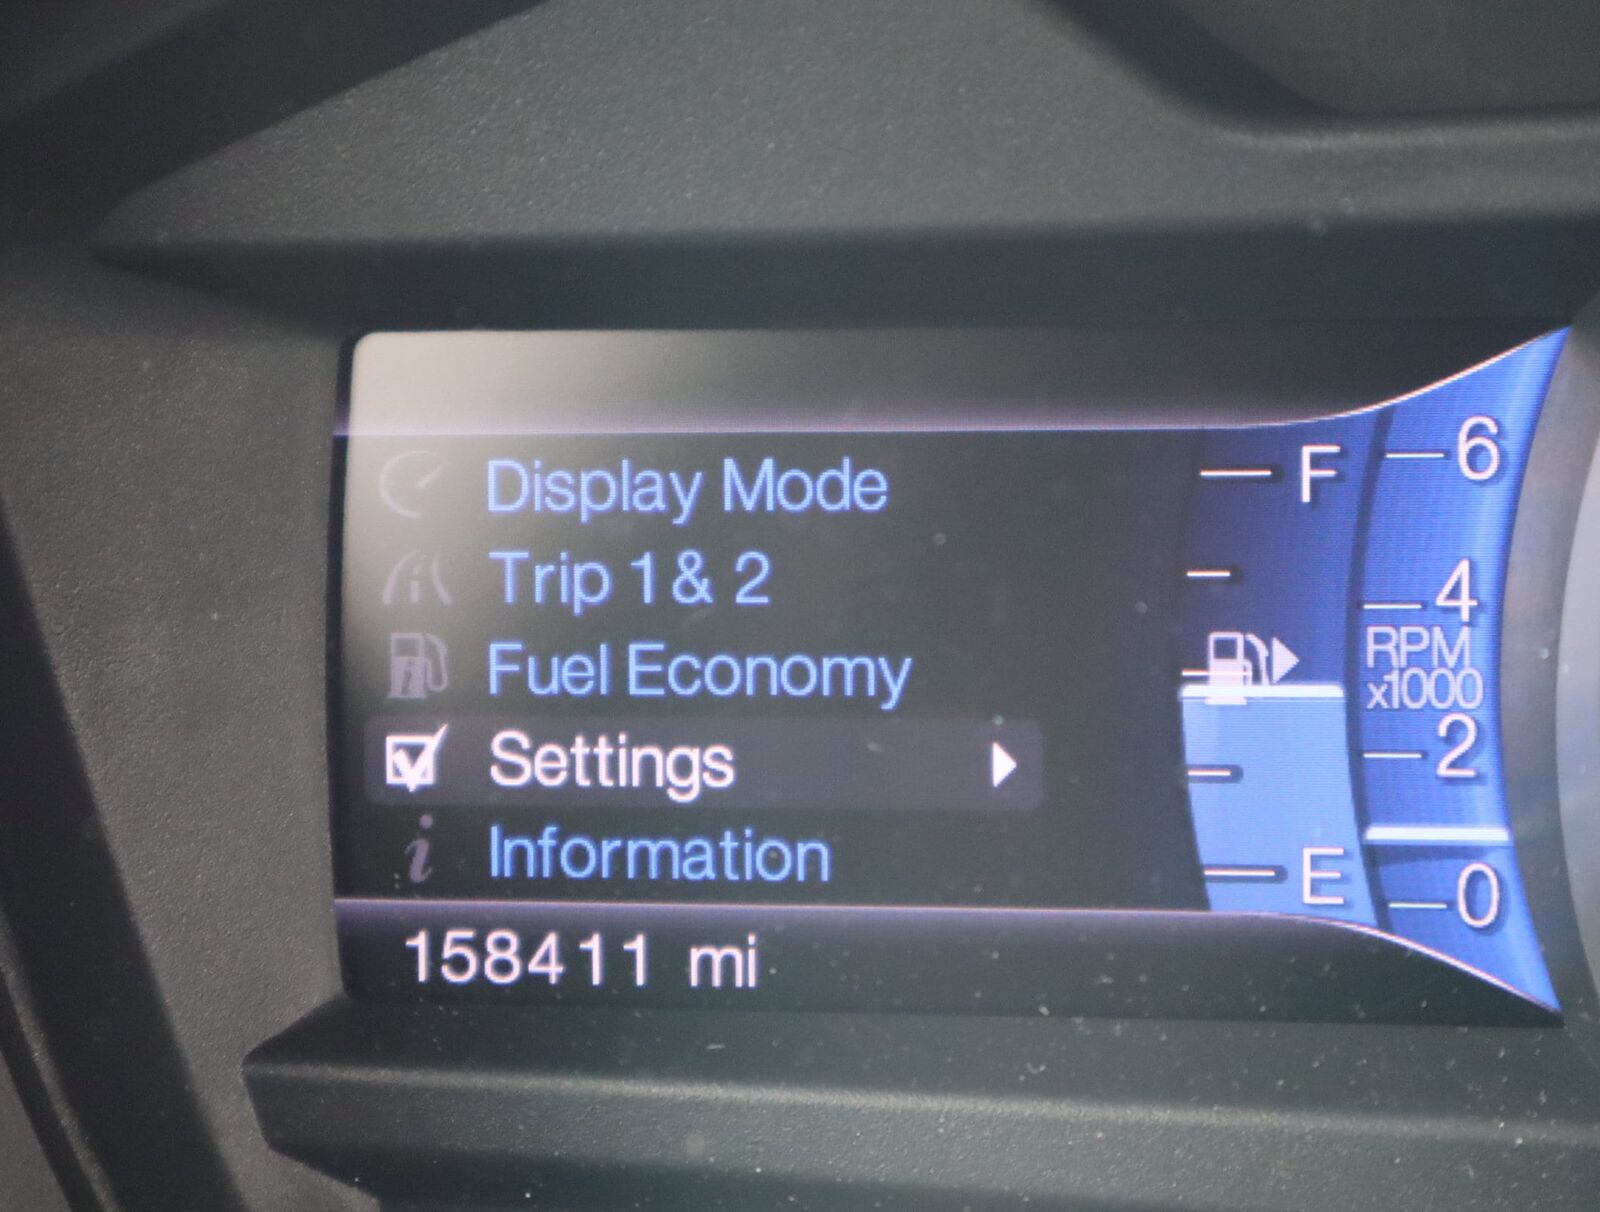 Display Mode
Trip 1 & 2
Fuel Economy
Settings
Information
158411 mi
F
E
6
4
RPM
x1000
2
0